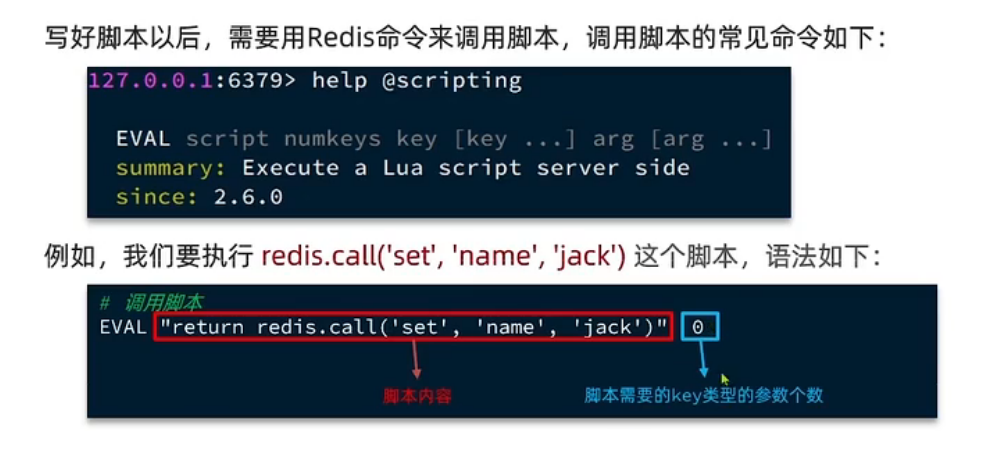 写好脚本以后，需要用Redis命令来调用脚本，调用脚本的常见命令如下：
127.0.0.1:6379> help @scripting
EVAL script numkeys key [key ...] arg [arg ...]
summary: Execute a Lua script server side
since: 2.6.0
例如，我们要执行 redis.call('set', 'name', 'jack') 这个脚本，语法如下：
# 调用脚本
EVAL "return redis.call('set', 'name', 'jack')" 0
脚本内容 脚本需要的key类型的参数个数